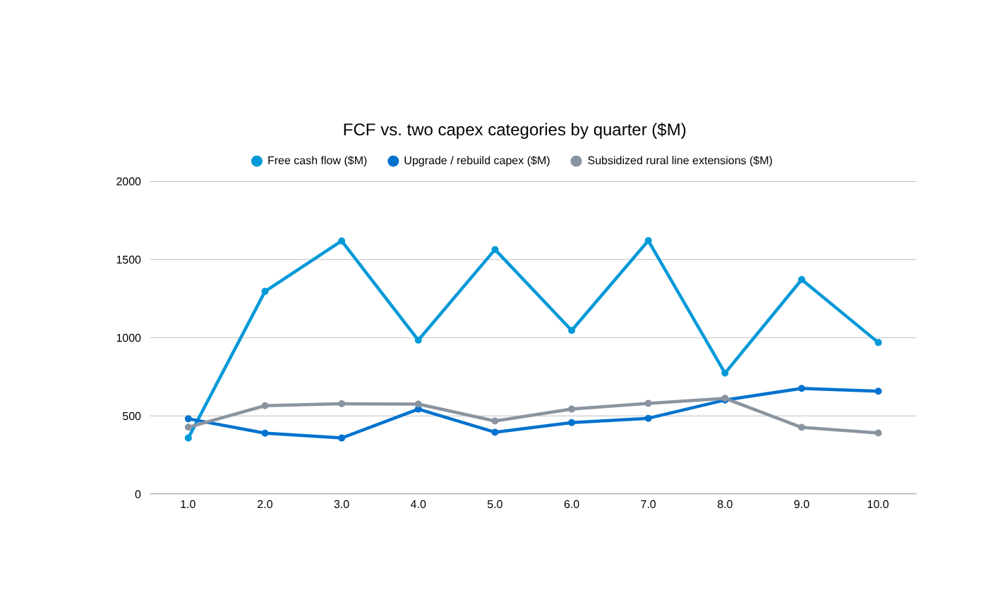 FCF vs. two capex categories by quarter ($M)
Free cash flow ($M) Upgrade / rebuild capex ($M) Subsidized rural line extensions ($M)
2000
1500
1000
500
0
1.0 2.0 3.0 4.0 5.0 6.0 7.0 8.0 9.0 10.0